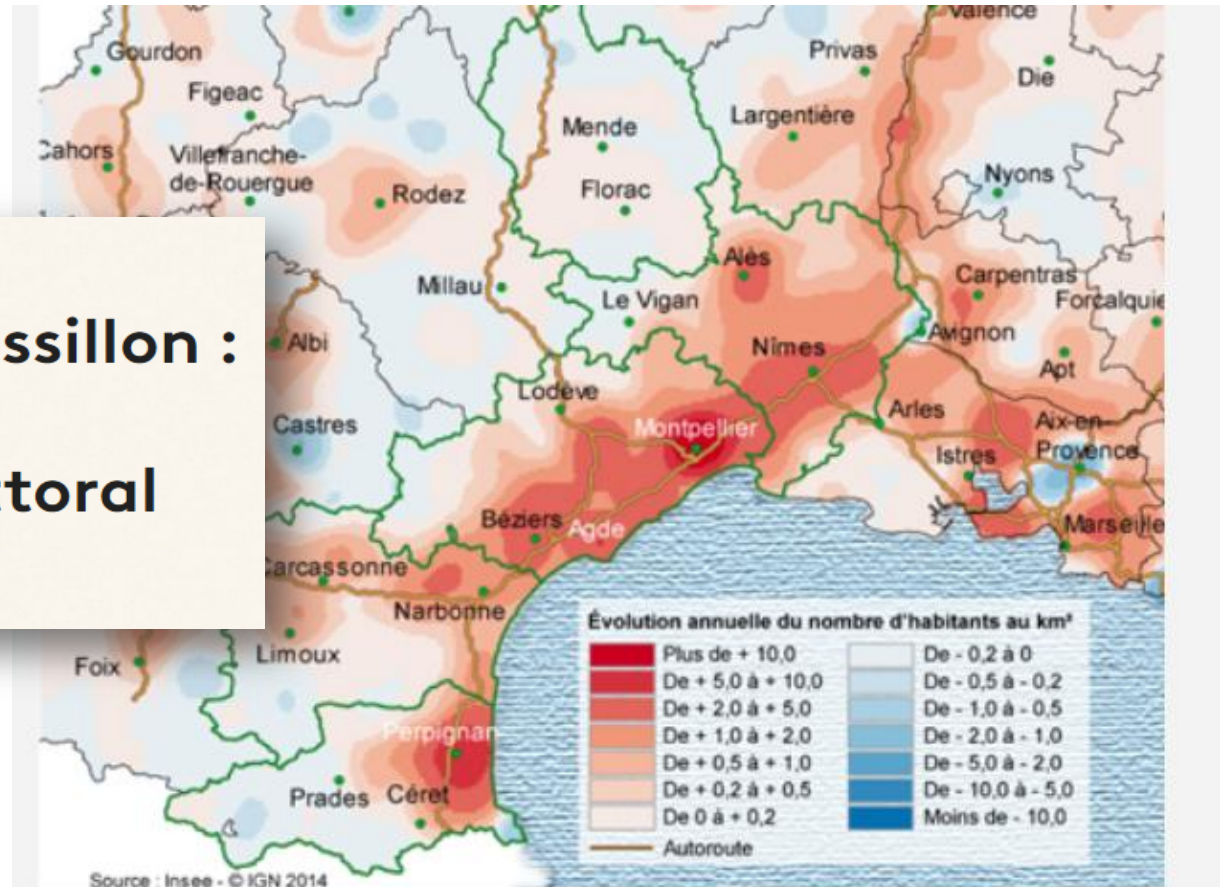 Valence
Gourdon
Privas
Die
Figeac
Largentière
Mende
Cahors
Villefranche-
de-Rouergue
Nyons
Florac
Rodez
Alès
Carpentras
Millau
Le Vigan
Forcalquie
ssillon :
Albi
Avignon
Nîmes
Apt
Lodève
Arles
Castres
Montpellier
Aix-en-
Provence
Istres
ttoral
Béziers
Agde
Marseille
Carcassonne
Narbonne
Limoux
Foix
Perpignan
Prades
Céret
Évolution annuelle du nombre d'habitants au km²
Plus de + 10,0
De + 5,0 à + 10,0
De + 2,0 à + 5,0
De + 1,0 à + 2,0
De + 0,5 à + 1,0
De + 0,2 à + 0,5
De 0 à + 0,2
De - 0,2 à 0
De - 0,5 à - 0,2
De - 1,0 à - 0,5
De - 2,0 à - 1,0
De - 5,0 à - 2,0
De - 10,0 à - 5,0
Moins de - 10,0
Autoroute
Source : Insee - © IGN 2014